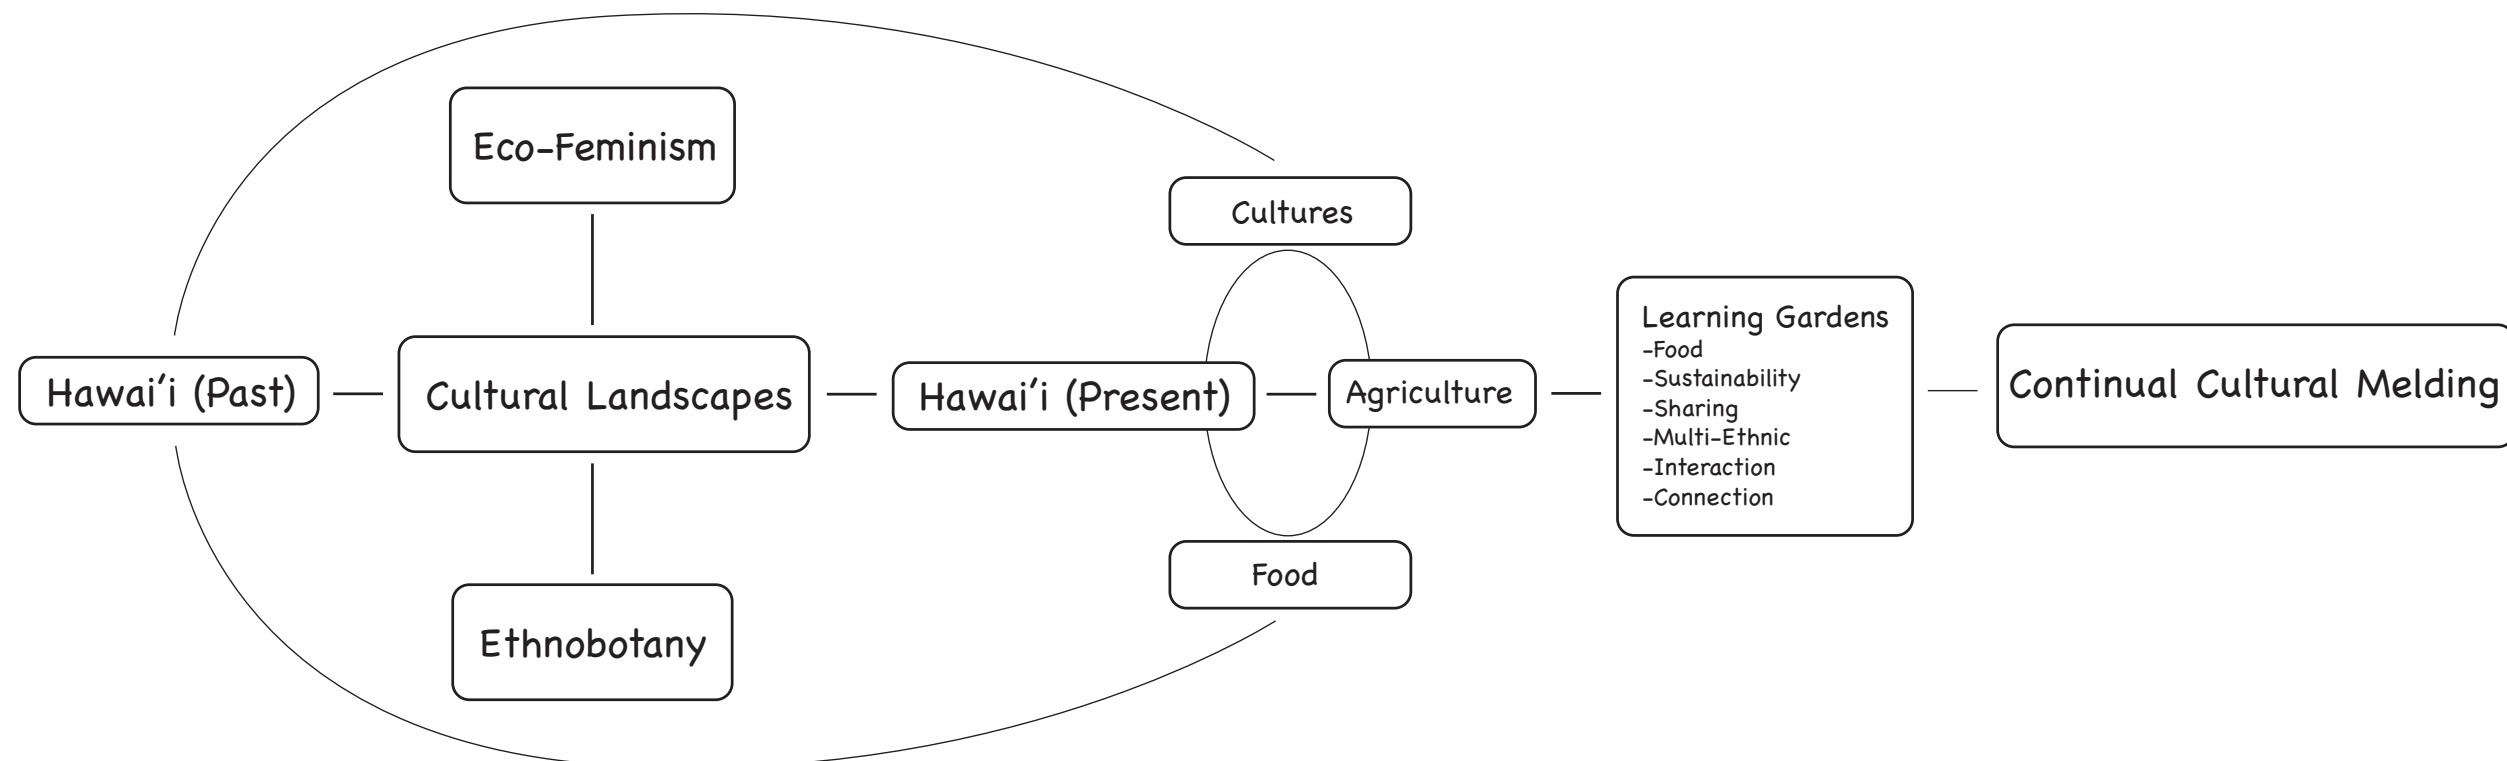 Eco-Feminism
Cultures
Hawai'i (Past)
Cultural Landscapes
Hawai'i (Present)
Agriculture
Learning Gardens
-Food
-Sustainability
-Sharing
-Multi-Ethnic
-Interaction
-Connection
Continual Cultural Melding
Food
Ethnobotany